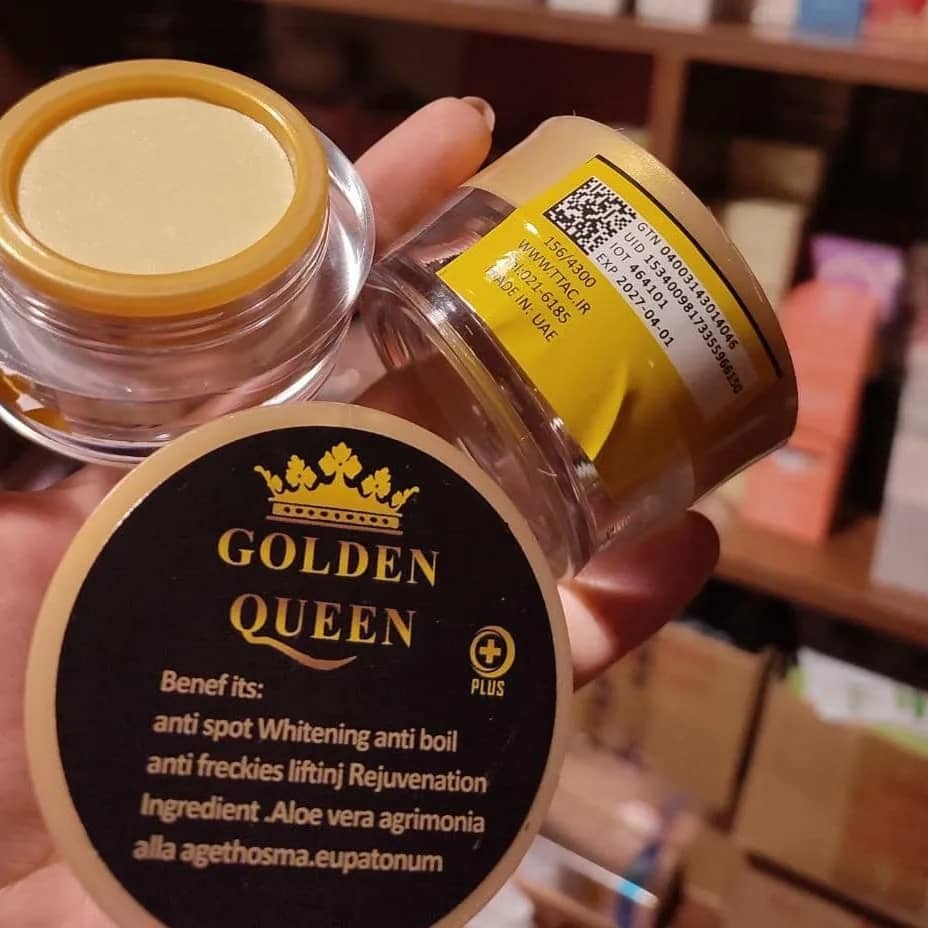 GTN 04003143014046
UID 15340098173355966150
IOT 464101
EXP 2027-04-01
156/4300
WWW.TTAC.IR
021-6185
MADE IN: UAE
GOLDEN
QUEEN
PLUS
Benef its:
anti spot Whitening anti boil
anti freckies liftinj Rejuvenation
Ingredient .Aloe vera agrimonia
alla agethosma.eupatonum